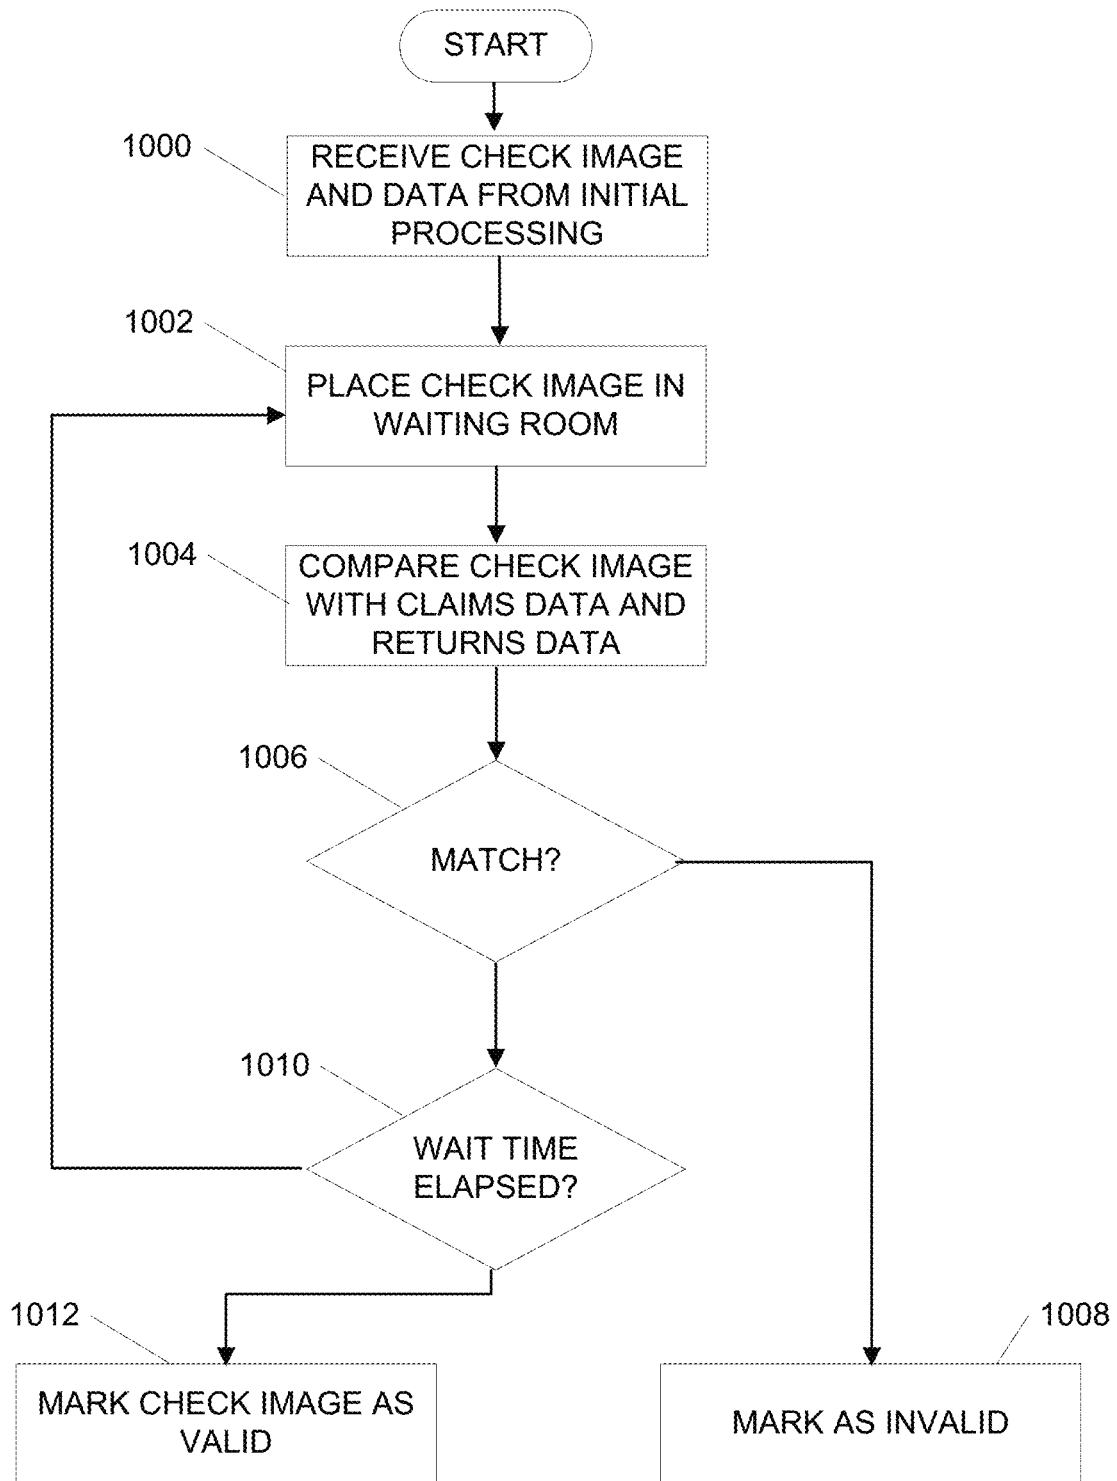 START
1000
RECEIVE CHECK IMAGE
AND DATA FROM INITIAL
PROCESSING
1002
PLACE CHECK IMAGE IN
WAITING ROOM
1004
COMPARE CHECK IMAGE
WITH CLAIMS DATA AND
RETURNS DATA
1006
MATCH?
1010
WAIT TIME
ELAPSED?
1012
MARK CHECK IMAGE AS
VALID
1008
MARK AS INVALID